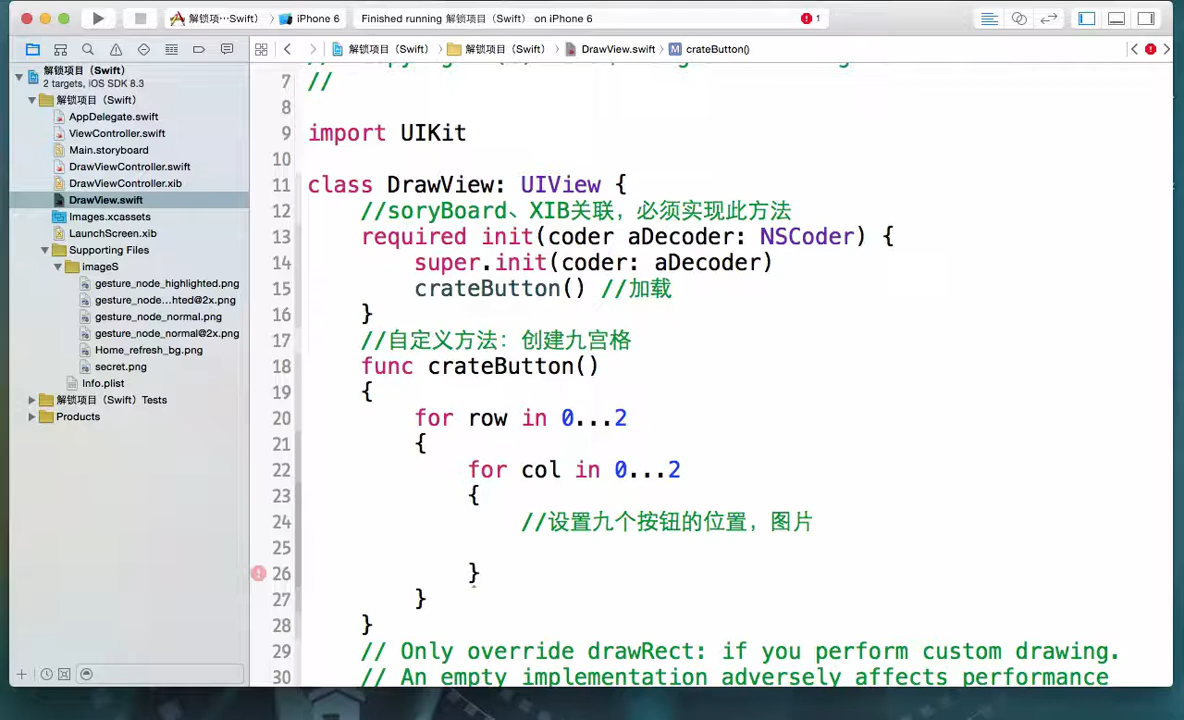 解锁项···Swift）
iPhone 6
Finished running 解锁项目（Swift） on iPhone 6
1
解锁项目（Swift）
解锁项目（Swift）
DrawView.swift
M crateButton()
解锁项目（Swift）
2 targets, iOS SDK 8.3
解锁项目（Swift）
AppDelegate.swift
ViewController.swift
Main.storyboard
DrawViewController.swift
DrawViewController.xib
DrawView.swift
Images.xcassets
LaunchScreen.xib
Supporting Files
imageS
gesture_node_highlighted.png
gesture_node...hted@2x.png
gesture_node_normal.png
gesture_node_normal@2x.png
Home_refresh_bg.png
secret.png
Info.plist
解锁项目（Swift）Tests
Products
7 //
8
9 import UIKit
10
11 class DrawView: UIView {
12 //soryBoard、XIB关联，必须实现此方法
13 required init(coder aDecoder: NSCoder) {
14 super.init(coder: aDecoder)
15 crateButton() //加载
16 }
17 //自定义方法：创建九宫格
18 func crateButton()
19 {
20 for row in 0...2
21 {
22 for col in 0...2
23 {
24 //设置九个按钮的位置，图片
25
26 }
27 }
28 }
29 // Only override drawRect: if you perform custom drawing.
30 // An empty implementation adversely affects performance